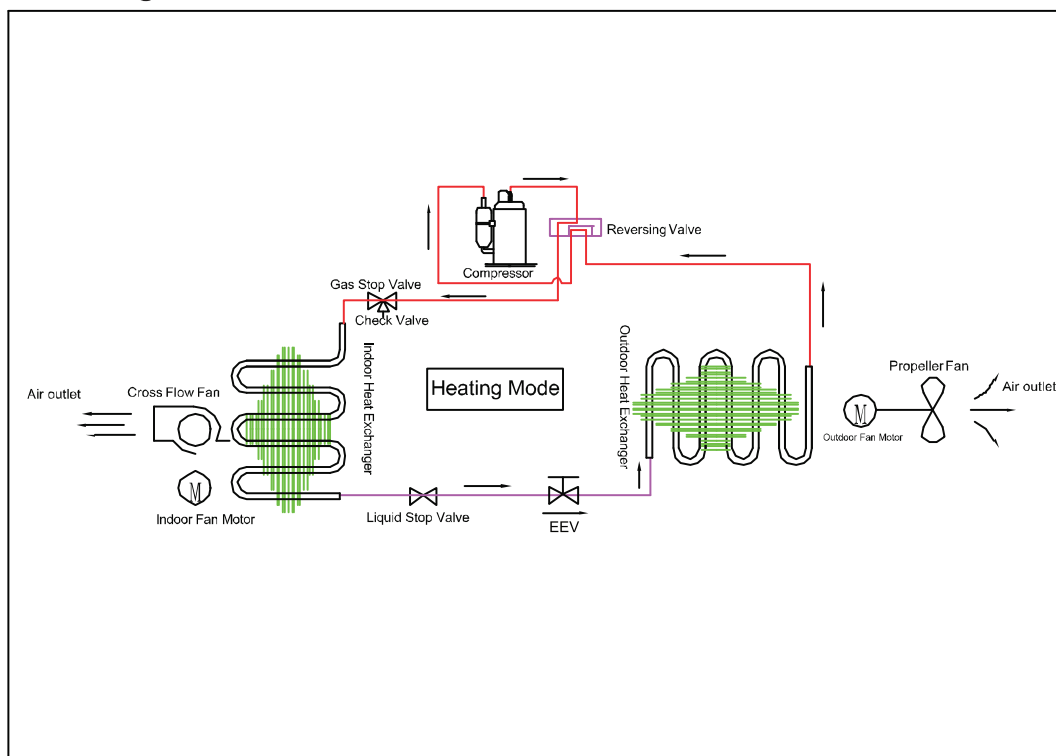 Compressor
Reversing Valve
Gas Stop Valve
Check Valve
Indoor Heat Exchanger
Heating Mode
Outdoor Heat Exchanger
Propeller Fan
Air outlet
Cross Flow Fan
Air outlet
M
Outdoor Fan Motor
M
Indoor Fan Motor
Liquid Stop Valve
EEV